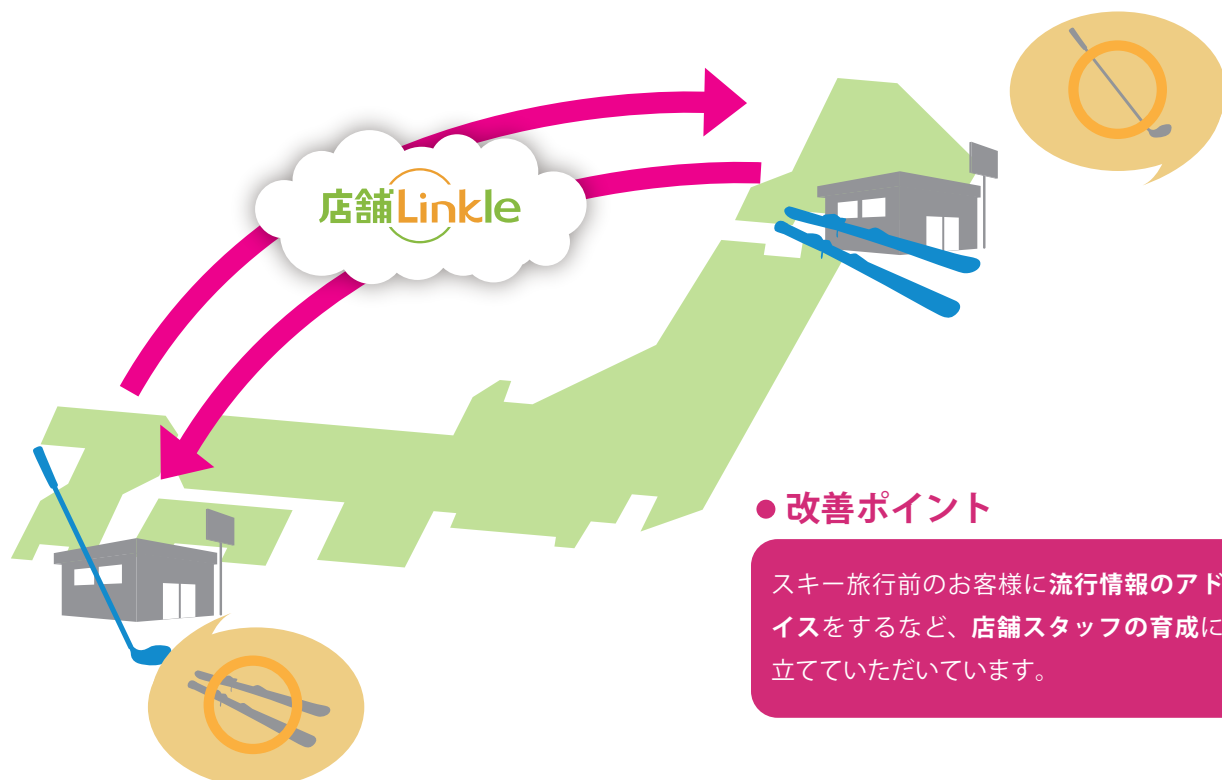 店舗Linkle
● 改善ポイント
スキー旅行前のお客様に流行情報のアド
イスをするなど、店舗スタッフの育成に
立てていただいています。